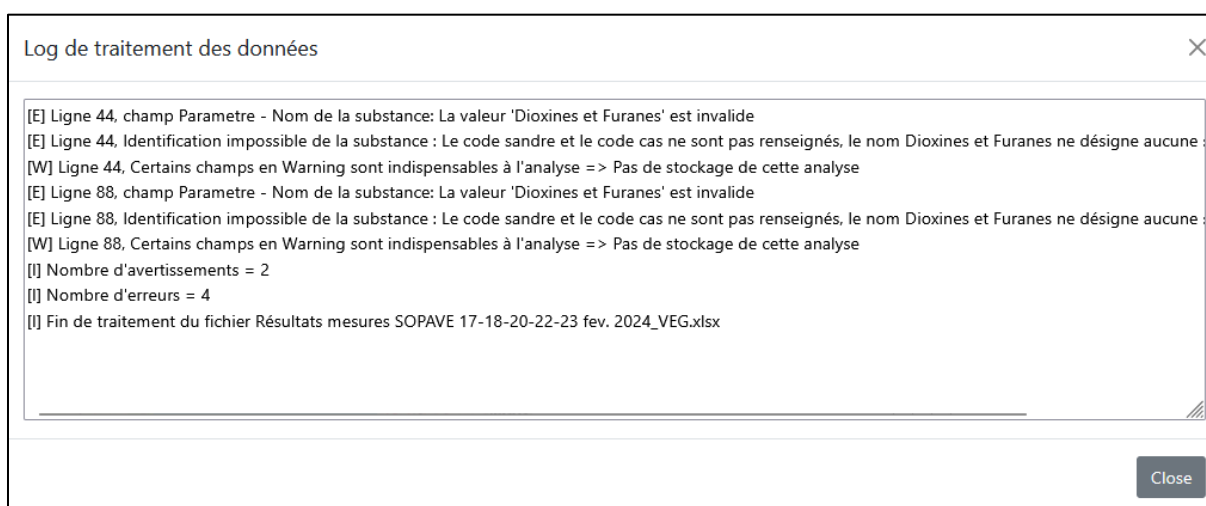 Log de traitement des données
[E] Ligne 44, champ Parametre - Nom de la substance: La valeur 'Dioxines et Furanes' est invalide
[E] Ligne 44, Identification impossible de la substance : Le code sandre et le code cas ne sont pas renseignés, le nom Dioxines et Furanes ne désigne aucune
[W] Ligne 44, Certains champs en Warning sont indispensables à l'analyse => Pas de stockage de cette analyse
[E] Ligne 88, champ Parametre - Nom de la substance: La valeur 'Dioxines et Furanes' est invalide
[E] Ligne 88, Identification impossible de la substance : Le code sandre et le code cas ne sont pas renseignés, le nom Dioxines et Furanes ne désigne aucune
[W] Ligne 88, Certains champs en Warning sont indispensables à l'analyse => Pas de stockage de cette analyse
[I] Nombre d'avertissements = 2
[I] Nombre d'erreurs = 4
[I] Fin de traitement du fichier Résultats mesures SOPAVE 17-18-20-22-23 fev. 2024_VEG.xlsx
Close